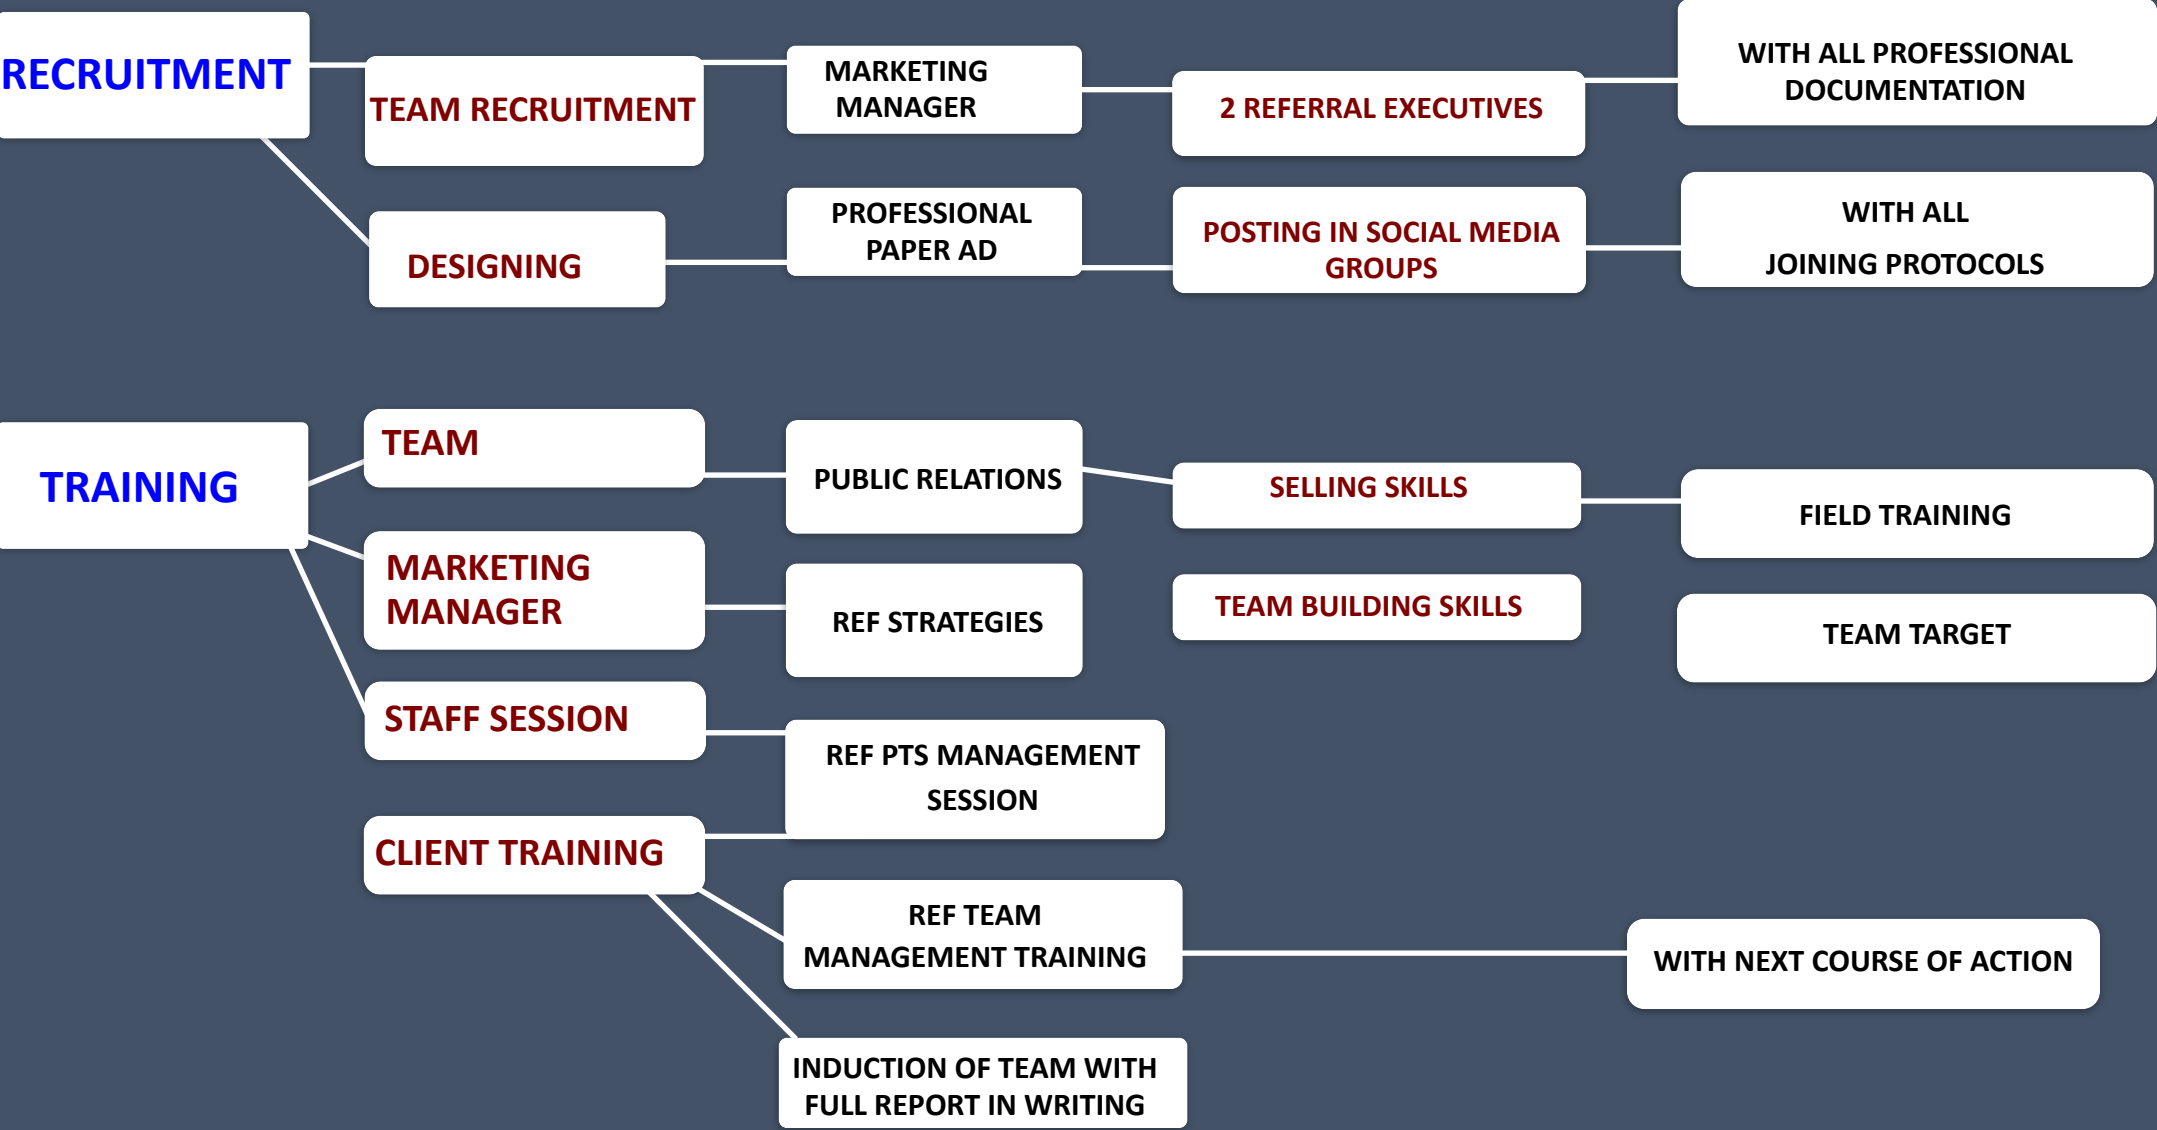 RECRUITMENT
TEAM RECRUITMENT
MARKETING
MANAGER
2 REFERRAL EXECUTIVES
WITH ALL PROFESSIONAL
DOCUMENTATION
DESIGNING
PROFESSIONAL
PAPER AD
POSTING IN SOCIAL MEDIA
GROUPS
WITH ALL
JOINING PROTOCOLS
TRAINING
TEAM
PUBLIC RELATIONS
SELLING SKILLS
FIELD TRAINING
MARKETING
MANAGER
REF STRATEGIES
TEAM BUILDING SKILLS
TEAM TARGET
STAFF SESSION
REF PTS MANAGEMENT
SESSION
CLIENT TRAINING
REF TEAM
MANAGEMENT TRAINING
WITH NEXT COURSE OF ACTION
INDUCTION OF TEAM WITH
FULL REPORT IN WRITING